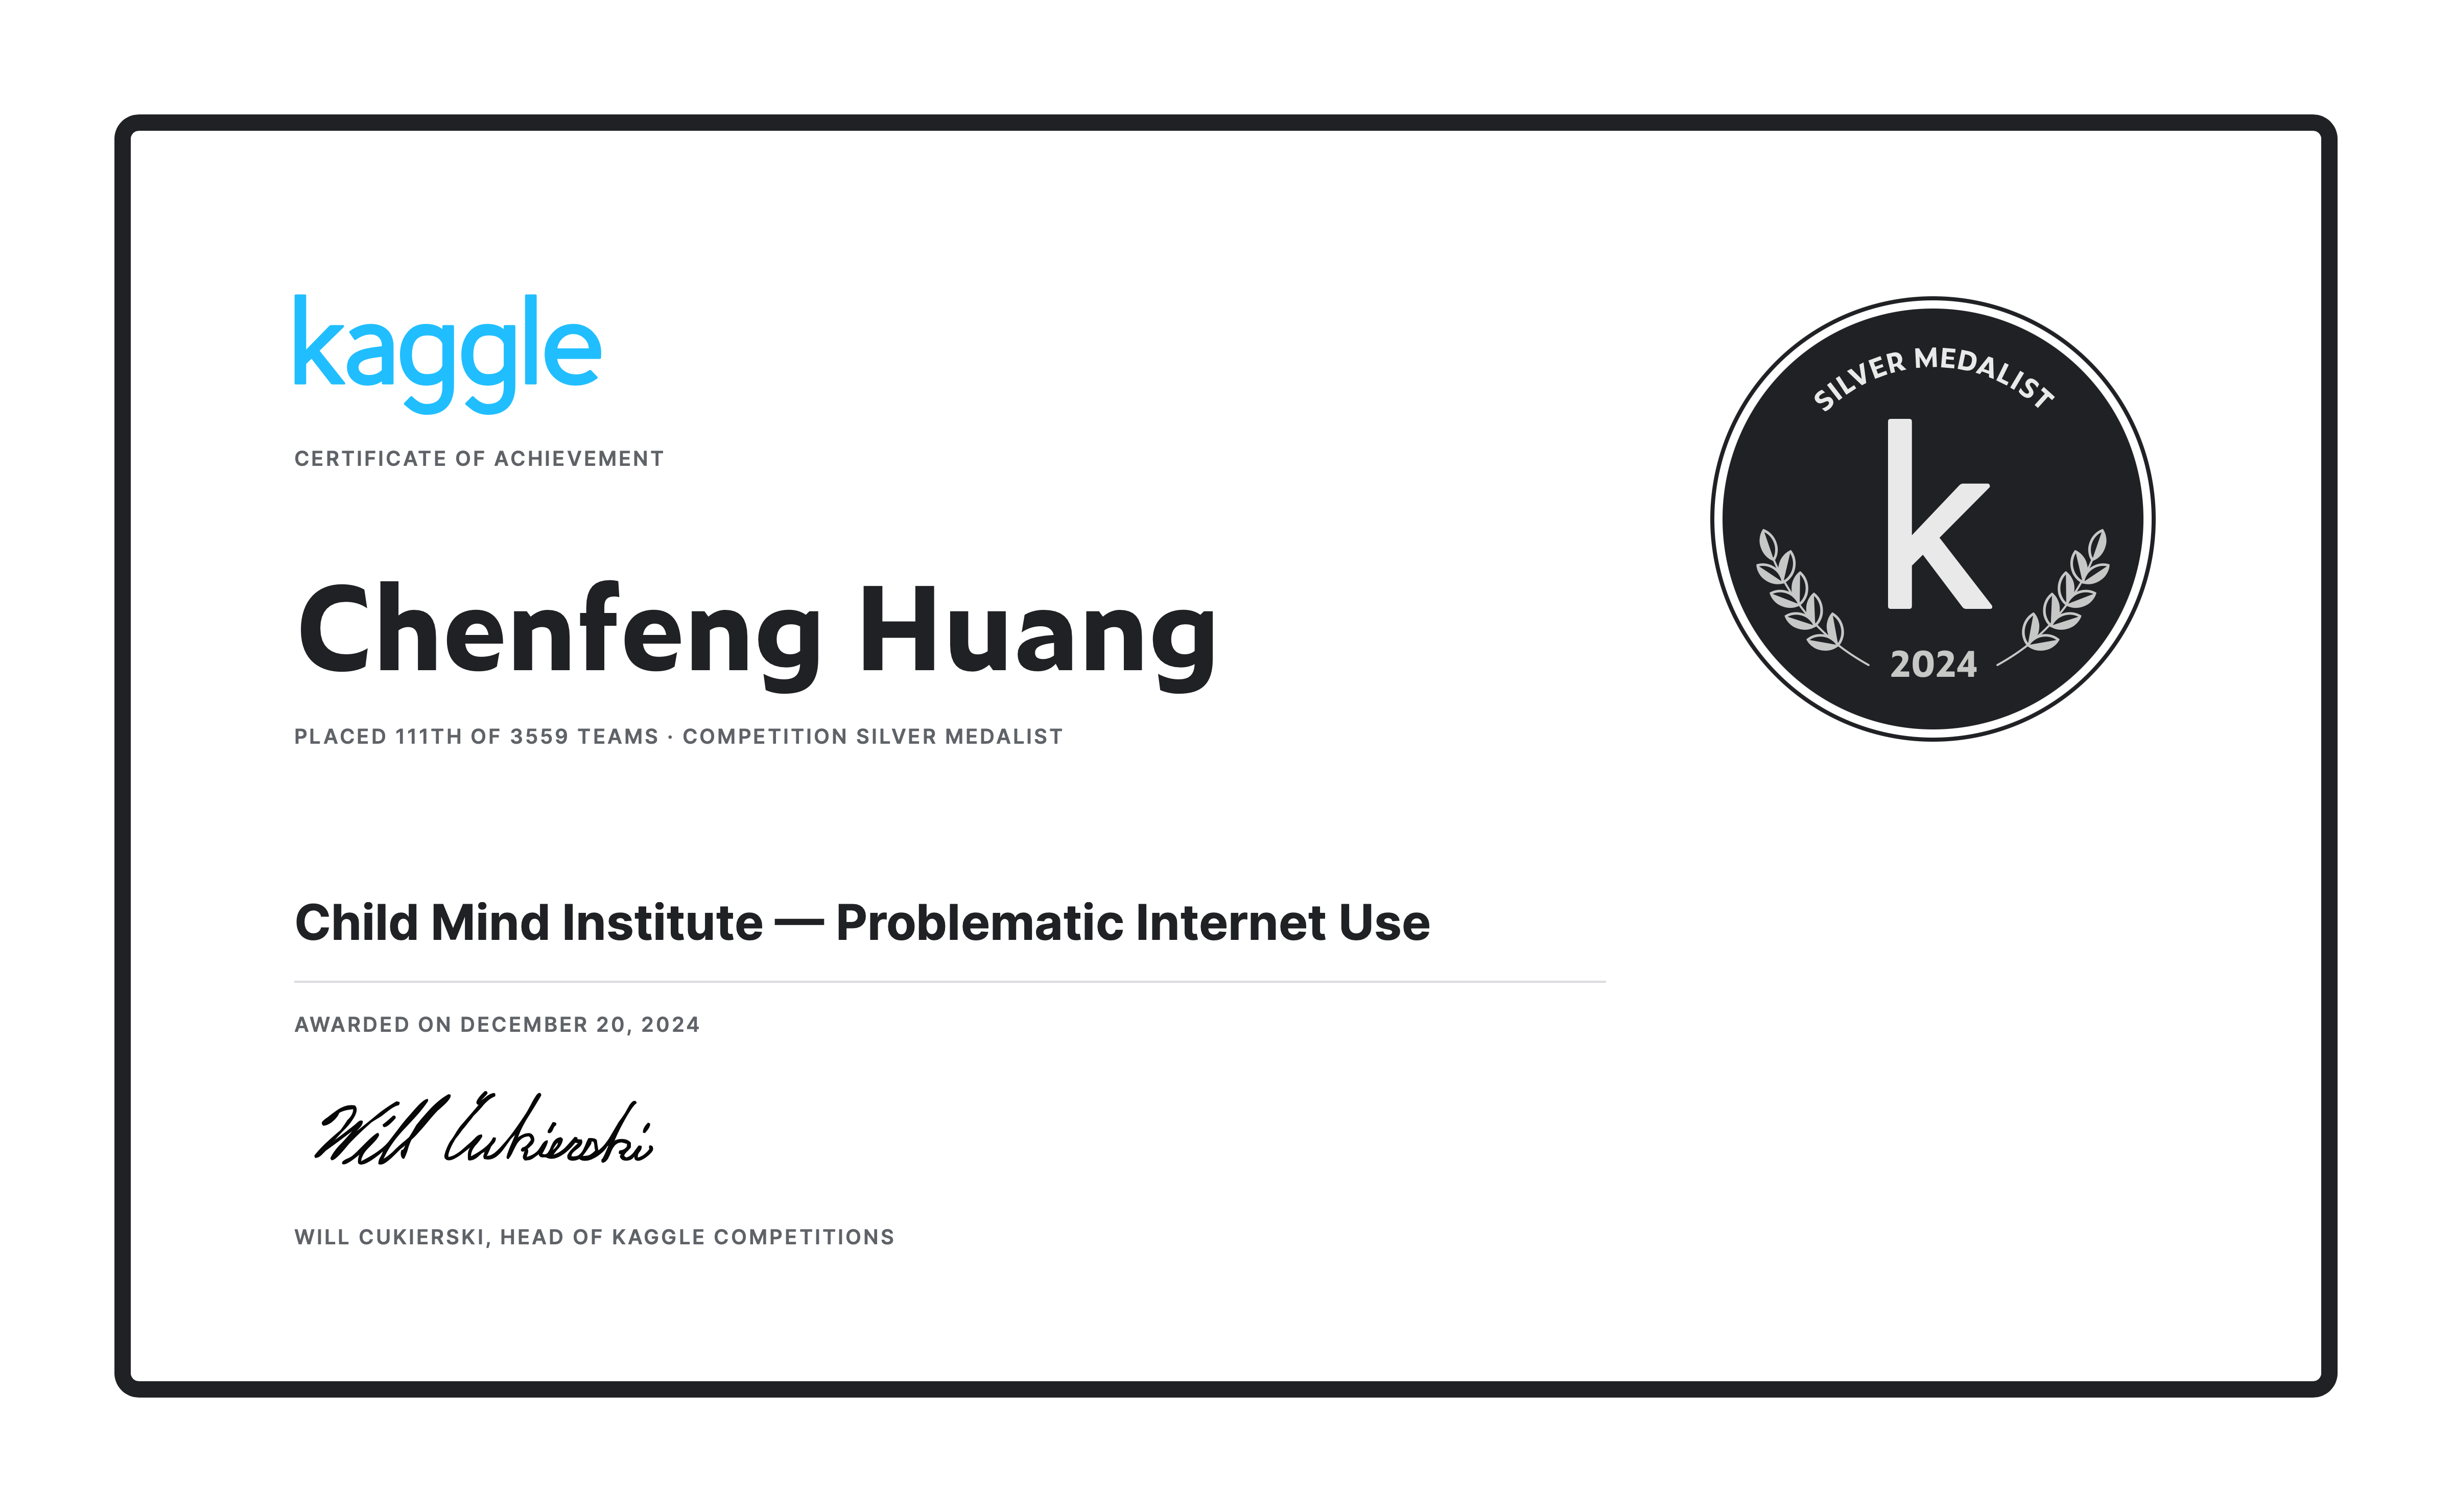 kaggle
CERTIFICATE OF ACHIEVEMENT
SILVER MEDALIST
k
2024
Chenfeng Huang
PLACED 111TH OF 3559 TEAMS · COMPETITION SILVER MEDALIST
Child Mind Institute — Problematic Internet Use
AWARDED ON DECEMBER 20, 2024
Will Cukierski
WILL CUKIERSKI, HEAD OF KAGGLE COMPETITIONS